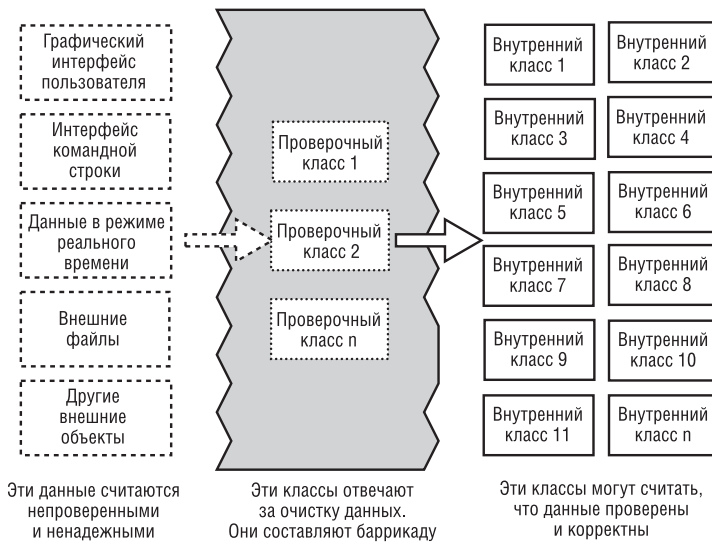 Графический
интерфейс
пользователя
Интерфейс
командной
строки
Данные в режиме
реального
времени
Внешние
файлы
Другие
внешние
объекты
Эти данные считаются
непроверенными
и ненадежными
Проверочный
класс 1
Проверочный
класс 2
Проверочный
класс n
Эти классы отвечают
за очистку данных.
Они составляют баррикаду
Внутренний
класс 1
Внутренний
класс 2
Внутренний
класс 3
Внутренний
класс 4
Внутренний
класс 5
Внутренний
класс 6
Внутренний
класс 7
Внутренний
класс 8
Внутренний
класс 9
Внутренний
класс 10
Внутренний
класс 11
Внутренний
класс n
Эти классы могут считать,
что данные проверены
и корректны